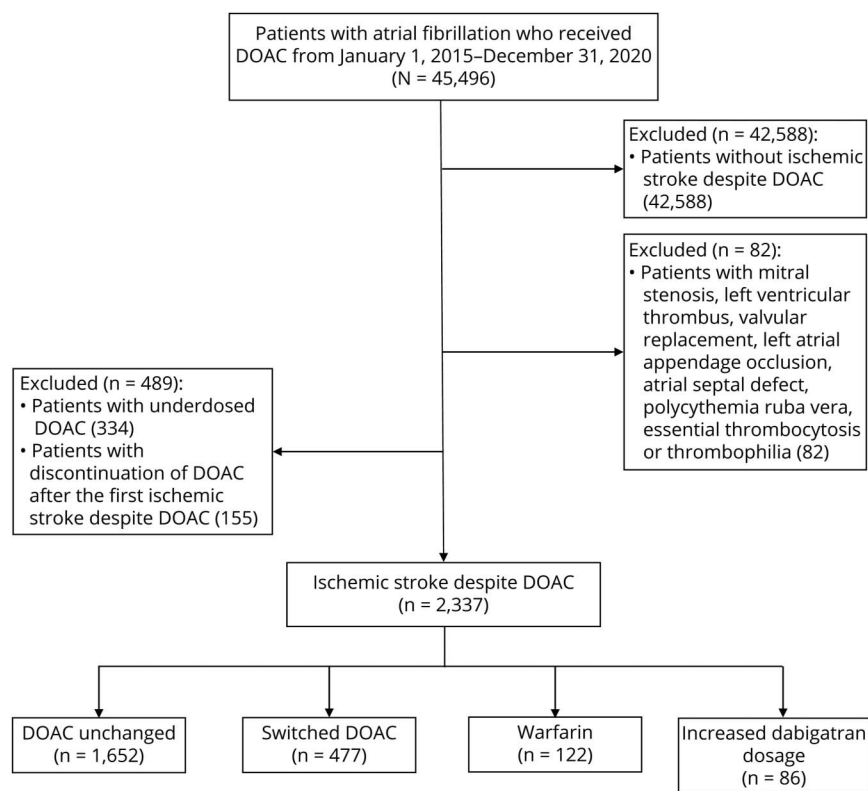 Patients with atrial fibrillation who received
DOAC from January 1, 2015–December 31, 2020
(N = 45,496)
Excluded (n = 42,588):
• Patients without ischemic
stroke despite DOAC
(42,588)
Excluded (n = 82):
• Patients with mitral
stenosis, left ventricular
thrombus, valvular
replacement, left atrial
appendage occlusion,
atrial septal defect,
polycythemia ruba vera,
essential thrombocytosis
or thrombophilia (82)
Excluded (n = 489):
• Patients with underdosed
DOAC (334)
• Patients with
discontinuation of DOAC
after the first ischemic
stroke despite DOAC (155)
Ischemic stroke despite DOAC
(n = 2,337)
DOAC unchanged
(n = 1,652)
Switched DOAC
(n = 477)
Warfarin
(n = 122)
Increased dabigatran
dosage
(n = 86)